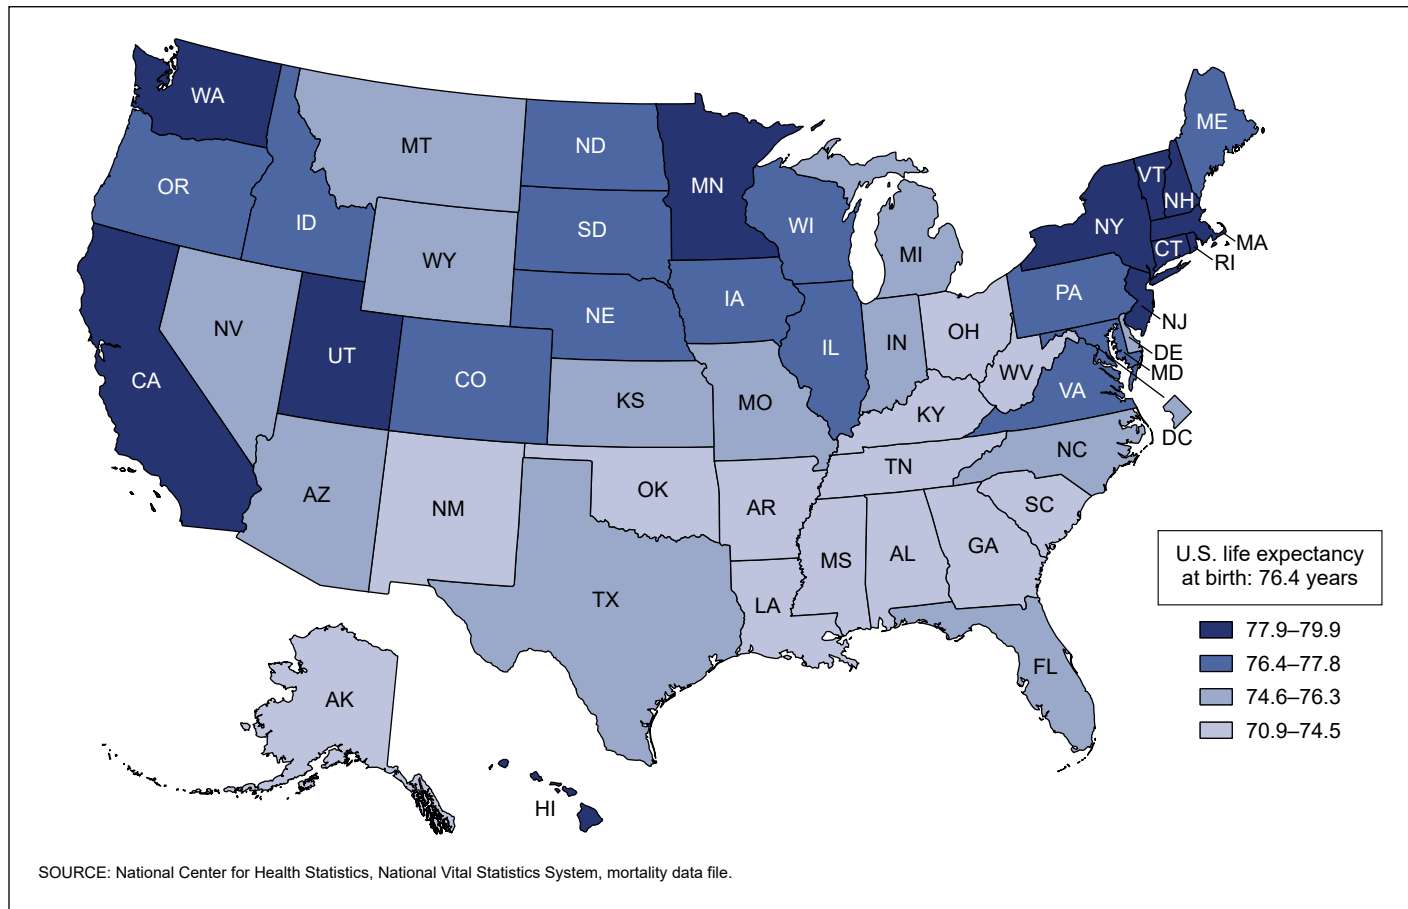 WA
MT
ND
MN
ME
OR
ID
SD
WI
VT
NH
NY
MA
WY
MI
CT
RI
NV
NE
IA
PA
NJ
UT
CO
IL
IN
OH
DE
CA
KS
MO
WV
MD
KY
VA
DC
AZ
NM
OK
AR
TN
NC
SC
MS
AL
GA
TX
LA
FL
AK
HI
U.S. life expectancy
at birth: 76.4 years
77.9–79.9
76.4–77.8
74.6–76.3
70.9–74.5
SOURCE: National Center for Health Statistics, National Vital Statistics System, mortality data file.